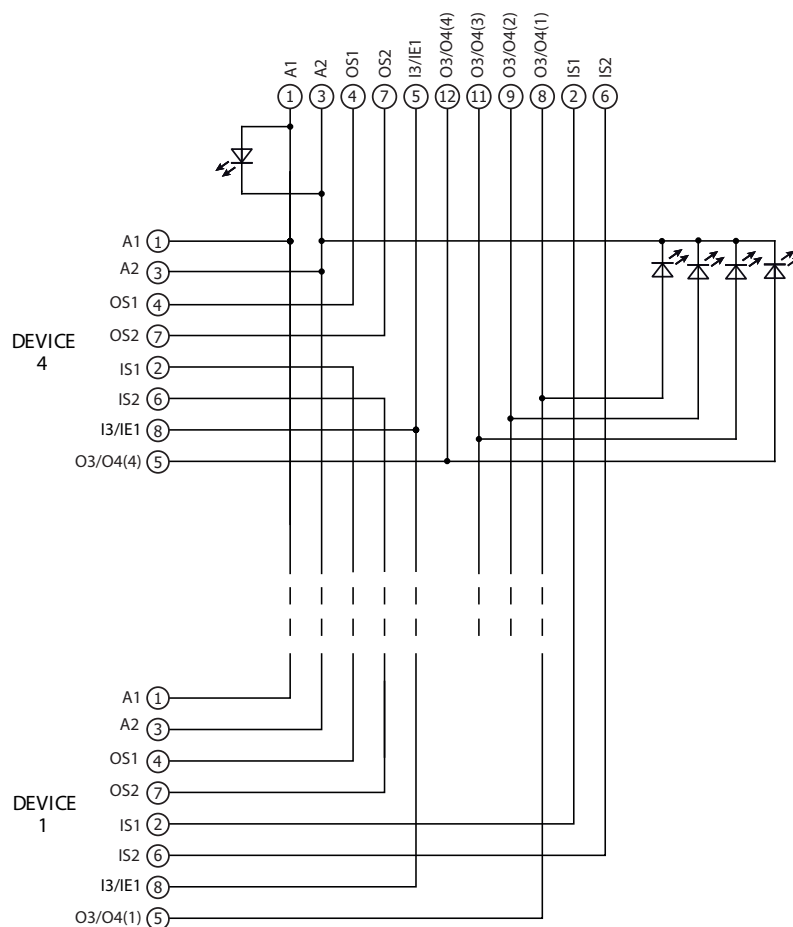 A1
A2
OS1
OS2
I3/IE1
O3/O4(4)
O3/O4(3)
O3/O4(2)
O3/O4(1)
IS1
IS2
1
3
4
7
5
12
11
9
8
2
6
A1 1
A2 3
OS1 4
OS2 7
DEVICE
4
IS1 2
IS2 6
I3/IE1 8
O3/O4(4) 5
A1 1
A2 3
OS1 4
OS2 7
DEVICE
1
IS1 2
IS2 6
I3/IE1 8
O3/O4(1) 5